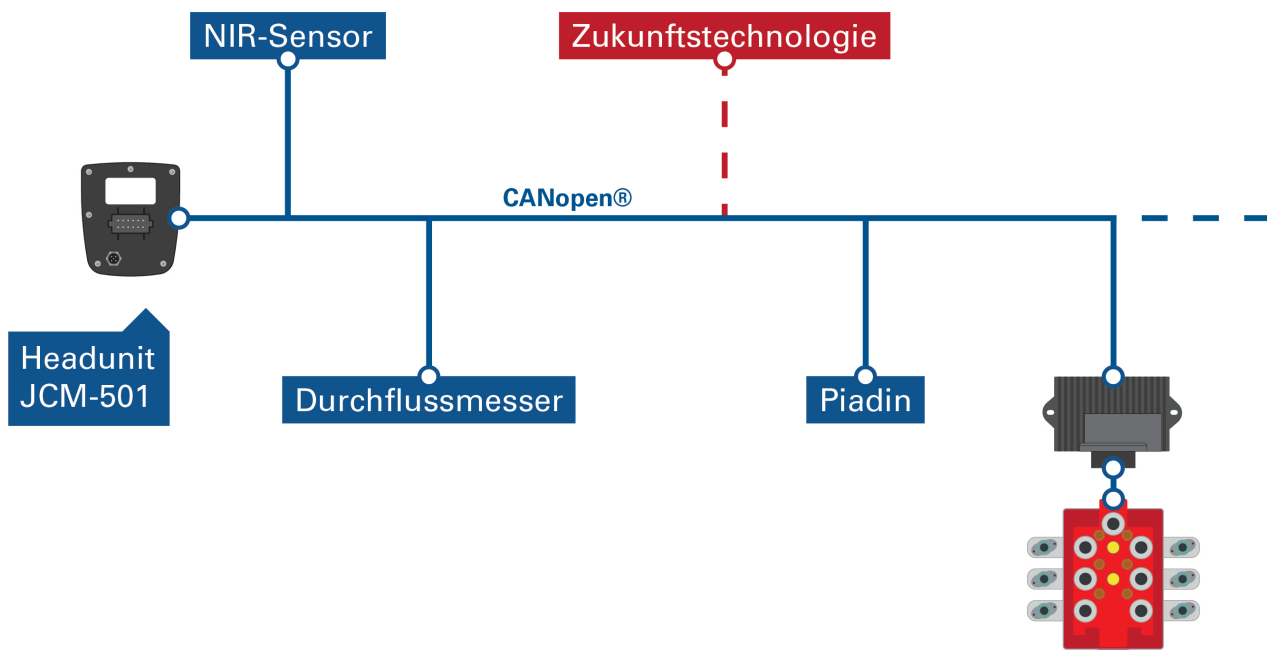 NIR-Sensor
Zukunftstechnologie
CANopen®
Headunit
JCM-501
Durchflussmesser
Piadin